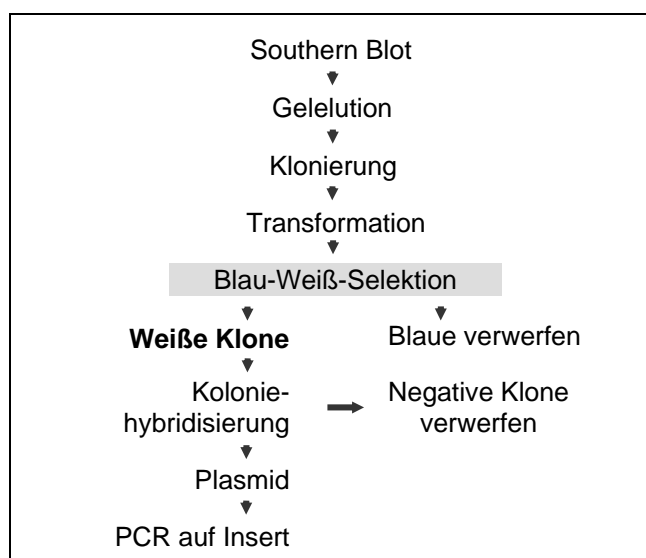 Southern Blot
Gelelution
Klonierung
Transformation
Blau-Weiß-Selektion
Weiße Klone
Blaue verwerfen
Kolonie-
hybridisierung
Negative Klone
verwerfen
Plasmid
PCR auf Insert